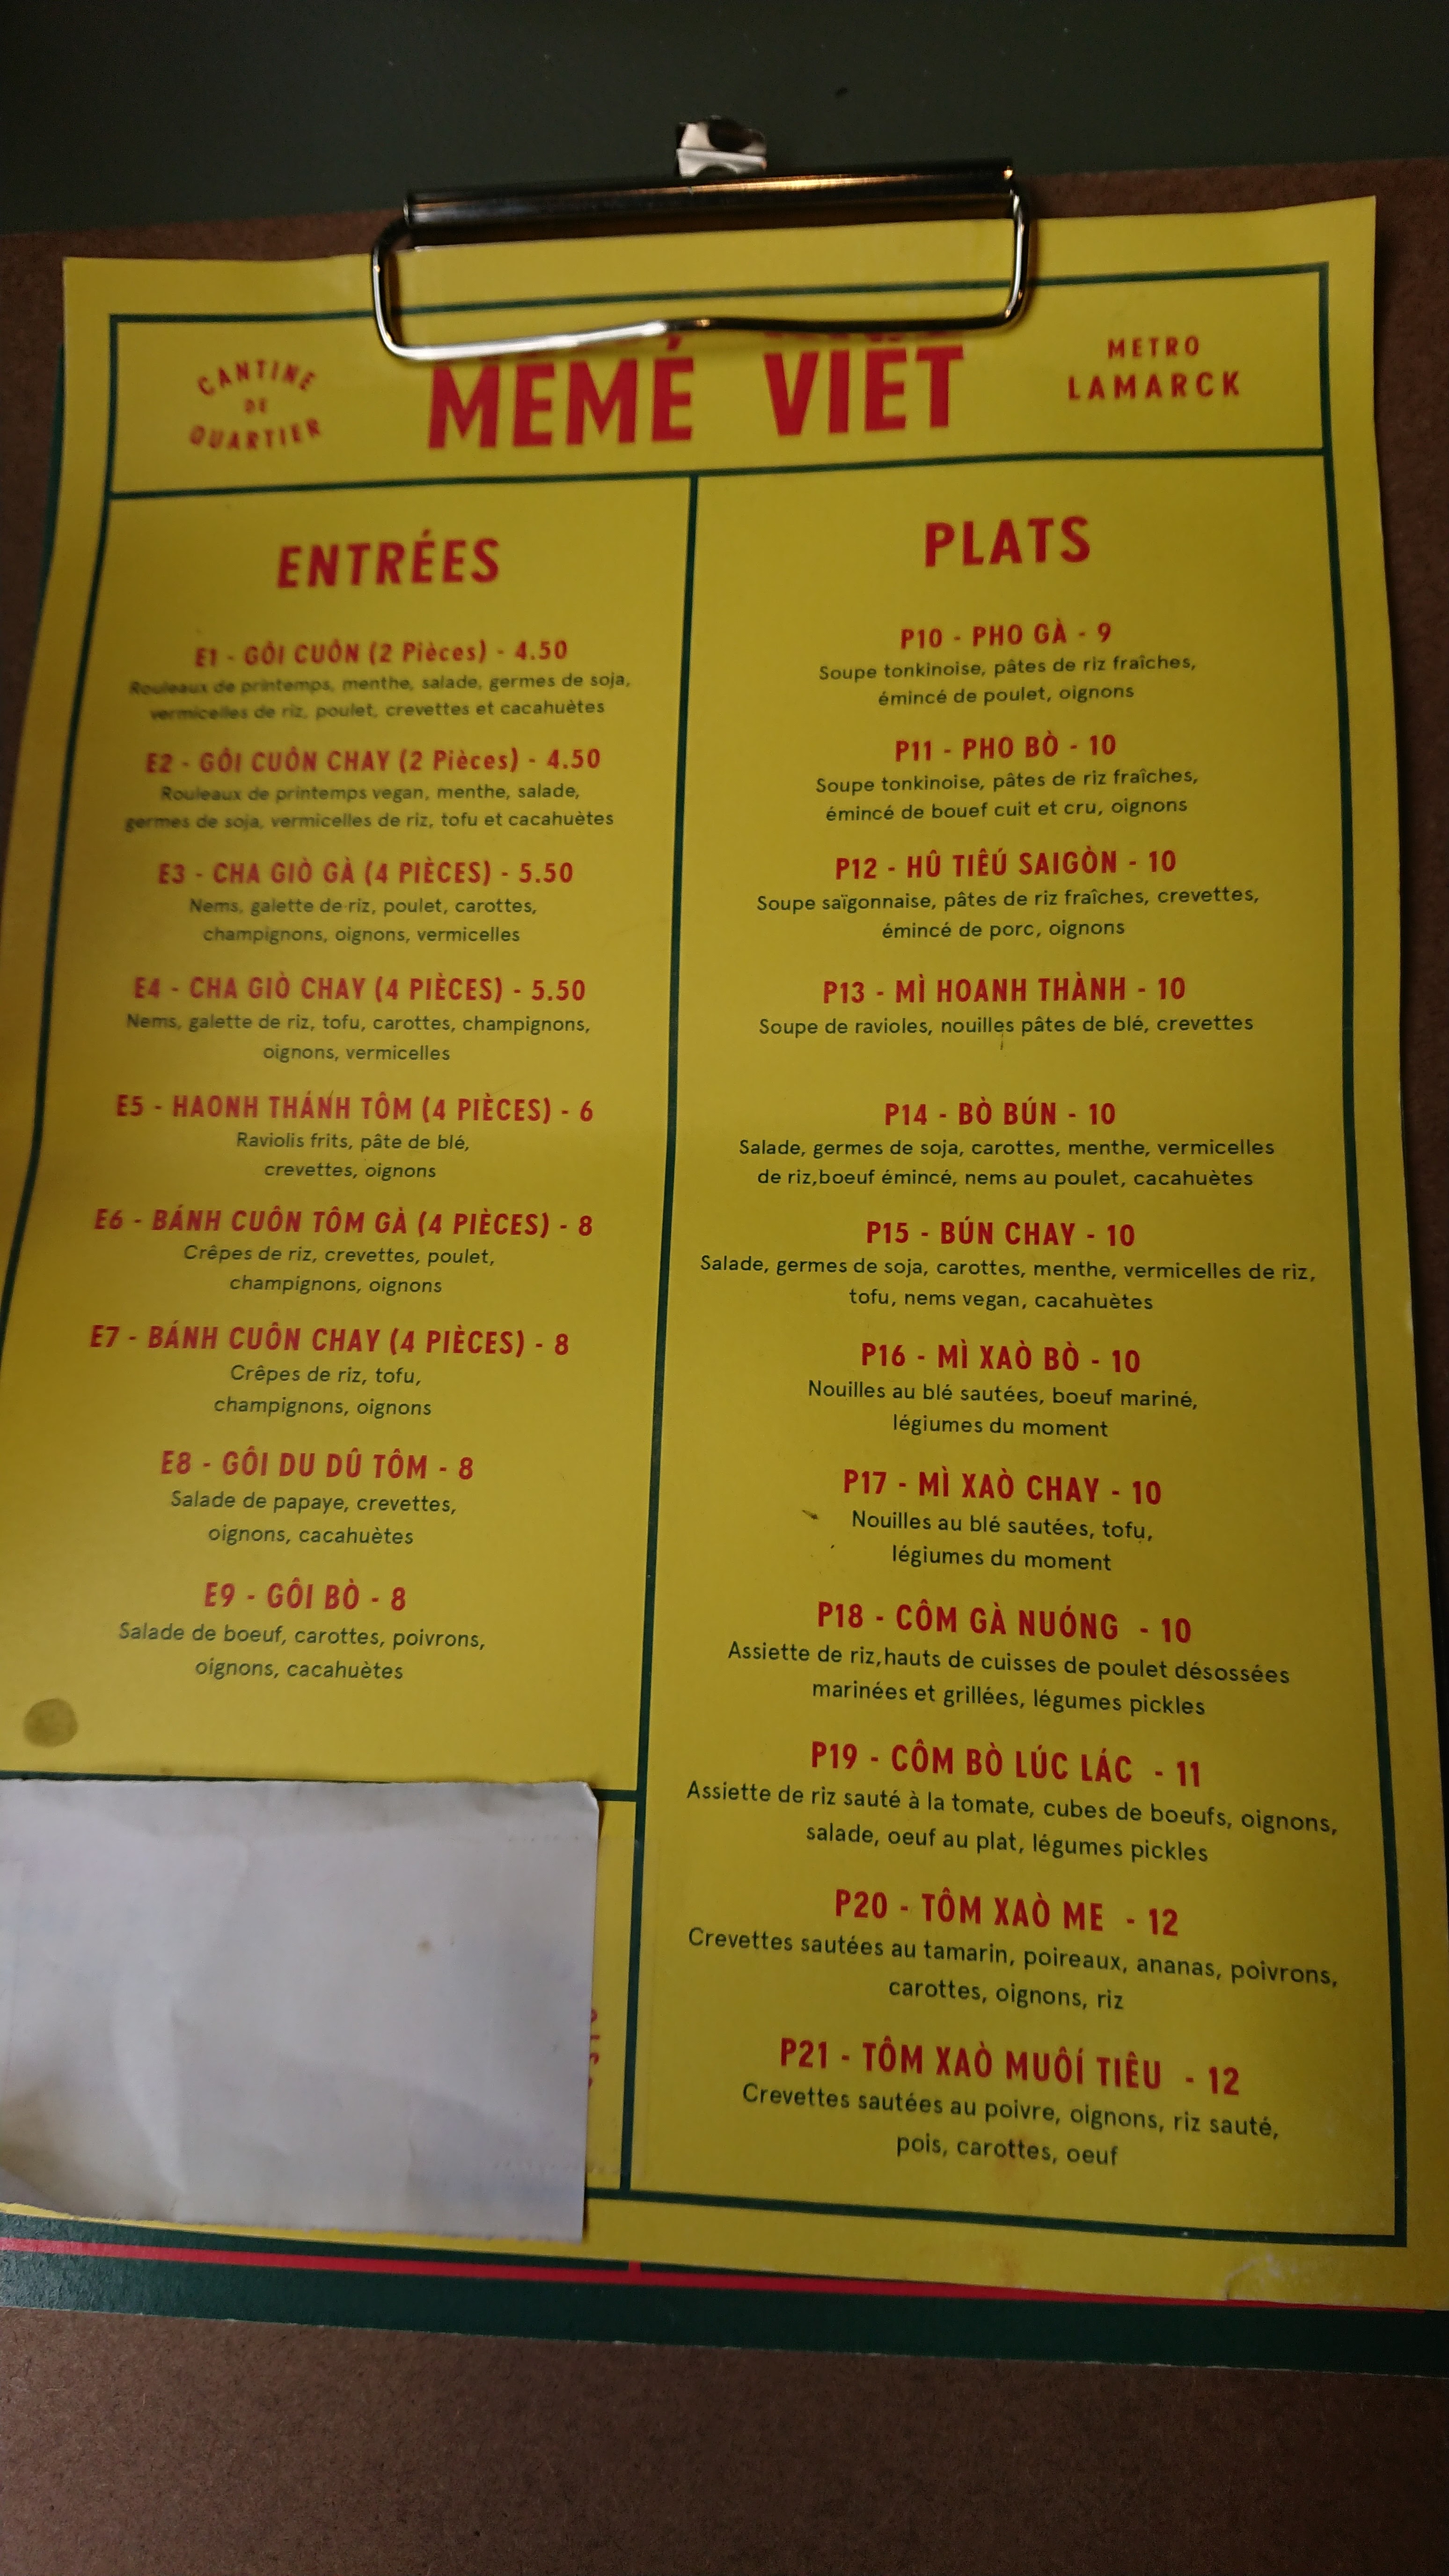 CANTINE
DE
QUARTIER
MÉMÉ VIET
METRO
LAMARCK
ENTRÉES
E1 - GÔI CUÔN (2 Pièces) - 4.50
Rouleaux de printemps, menthe, salade, germes de soja,
vermicelles de riz, poulet, crevettes et cacahuètes
E2 - GÔI CUÔN CHAY (2 Pièces) - 4.50
Rouleaux de printemps vegan, menthe, salade,
germes de soja, vermicelles de riz, tofu et cacahuètes
E3 - CHA GIÒ GÀ (4 PIÈCES) - 5.50
Nems, galette de riz, poulet, carottes,
champignons, oignons, vermicelles
E4 - CHA GIÒ CHAY (4 PIÈCES) - 5.50
Nems, galette de riz, tofu, carottes, champignons,
oignons, vermicelles
E5 - HAONH THÁNH TÔM (4 PIÈCES) - 6
Raviolis frits, pâte de blé,
crevettes, oignons
E6 - BÁNH CUÔN TÔM GÀ (4 PIÈCES) - 8
Crêpes de riz, crevettes, poulet,
champignons, oignons
E7 - BÁNH CUÔN CHAY (4 PIÈCES) - 8
Crêpes de riz, tofu,
champignons, oignons
E8 - GÔI DU DÛ TÔM - 8
Salade de papaye, crevettes,
oignons, cacahuètes
E9 - GÔI BÒ - 8
Salade de boeuf, carottes, poivrons,
oignons, cacahuètes
PLATS
P10 - PHO GÀ - 9
Soupe tonkinoise, pâtes de riz fraîches,
émincé de poulet, oignons
P11 - PHO BÒ - 10
Soupe tonkinoise, pâtes de riz fraîches,
émincé de bouef cuit et cru, oignons
P12 - HÛ TIÊÚ SAIGÒN - 10
Soupe saïgonnaise, pâtes de riz fraîches, crevettes,
émincé de porc, oignons
P13 - MÌ HOANH THÀNH - 10
Soupe de ravioles, nouilles pâtes de blé, crevettes
P14 - BÒ BÚN - 10
Salade, germes de soja, carottes, menthe, vermicelles
de riz,boeuf émincé, nems au poulet, cacahuètes
P15 - BÚN CHAY - 10
Salade, germes de soja, carottes, menthe, vermicelles de riz,
tofu, nems vegan, cacahuètes
P16 - MÌ XAÒ BÒ - 10
Nouilles au blé sautées, boeuf mariné,
légiumes du moment
P17 - MÌ XAÒ CHAY - 10
Nouilles au blé sautées, tofu,
légiumes du moment
P18 - CÔM GÀ NUÓNG - 10
Assiette de riz,hauts de cuisses de poulet désossées
marinées et grillées, légumes pickles
P19 - CÔM BÒ LÚC LÁC - 11
Assiette de riz sauté à la tomate, cubes de boeufs, oignons,
salade, oeuf au plat, légumes pickles
P20 - TÔM XAÒ ME - 12
Crevettes sautées au tamarin, poireaux, ananas, poivrons,
carottes, oignons, riz
P21 - TÔM XAÒ MUÔÍ TIÊU - 12
Crevettes sautées au poivre, oignons, riz sauté,
pois, carottes, oeuf